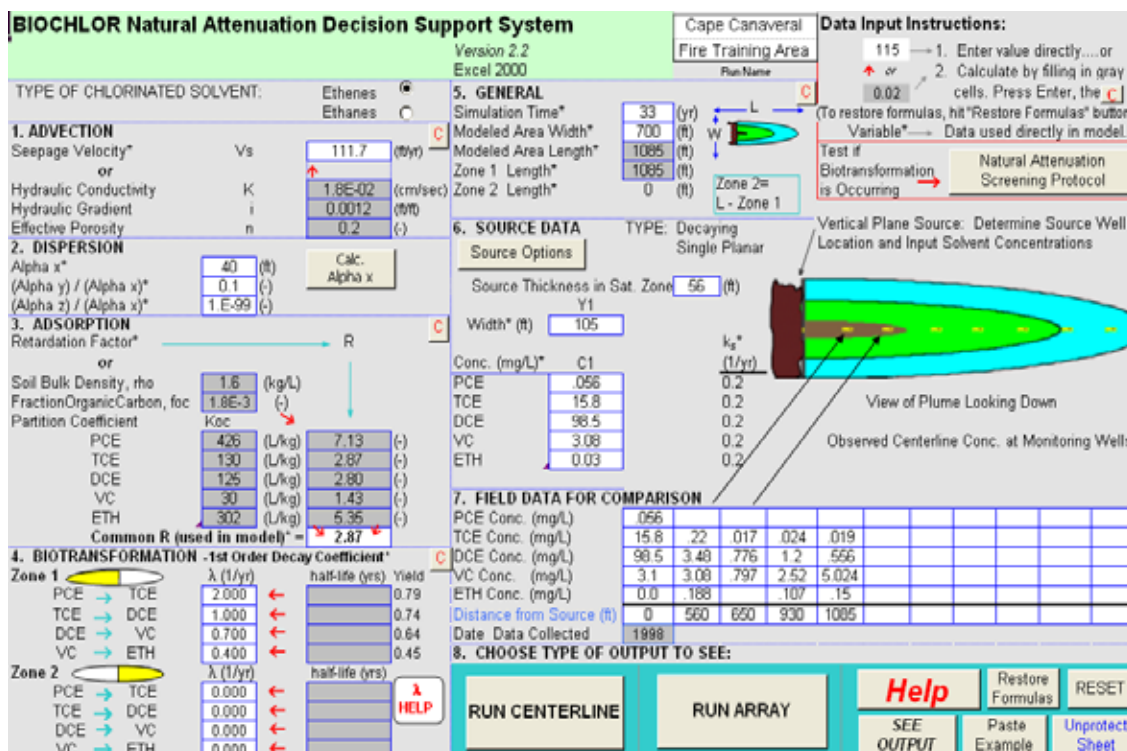 BIOCHLOR Natural Attenuation Decision Support System
Version 2.2
Excel 2000
Cape Canaveral
Fire Training Area
Run Name
Data Input Instructions:
115 1. Enter value directly....or
or 2. Calculate by filling in gray
0.02 cells. Press Enter, the C
(To restore formulas, hit "Restore Formulas" button
Variable* Data used directly in model.
Test if
Biotransformation
is Occurring
Natural Attenuation
Screening Protocol
TYPE OF CHLORINATED SOLVENT: Ethenes
Ethanes
1. ADVECTION C
Seepage Velocity* Vs 111.7 (ft/yr)
or
Hydraulic Conductivity K 1.8E-02 (cm/sec)
Hydraulic Gradient i 0.0012 (ft/ft)
Effective Porosity n 0.2 (-)
2. DISPERSION
Alpha x* 40 (ft)
(Alpha y) / (Alpha x)* 0.1 (-)
(Alpha z) / (Alpha x)* 1.E-99 (-)
Calc.
Alpha x
3. ADSORPTION C
Retardation Factor* R
or
Soil Bulk Density, rho 1.6 (kg/L)
FractionOrganicCarbon, foc 1.8E-3 (-)
Partition Coefficient Koc
PCE 426 (L/kg) 7.13 (-)
TCE 130 (L/kg) 2.87 (-)
DCE 125 (L/kg) 2.80 (-)
VC 30 (L/kg) 1.43 (-)
ETH 302 (L/kg) 5.35 (-)
Common R (used in model)* = 2.87
4. BIOTRANSFORMATION -1st Order Decay Coefficient* C
Zone 1 λ (1/yr) half-life (yrs) Yield
PCE TCE 2.000 0.79
TCE DCE 1.000 0.74
DCE VC 0.700 0.64
VC ETH 0.400 0.45
Zone 2 λ (1/yr) half-life (yrs)
PCE TCE 0.000
TCE DCE 0.000
DCE VC 0.000
VC ETH 0.000
λ
HELP
5. GENERAL C
Simulation Time* 33 (yr)
Modeled Area Width* 700 (ft)
Modeled Area Length* 1085 (ft)
Zone 1 Length* 1085 (ft)
Zone 2 Length* 0 (ft)
L
W
Zone 2=
L - Zone 1
6. SOURCE DATA TYPE: Decaying
Single Planar
Source Options
Source Thickness in Sat. Zone 56 (ft)
Y1
Width* (ft) 105
ks*
Conc. (mg/L)* C1 (1/yr)
PCE .056 0.2
TCE 15.8 0.2
DCE 98.5 0.2
VC 3.08 0.2
ETH 0.03 0.2
Vertical Plane Source: Determine Source Well
Location and Input Solvent Concentrations
View of Plume Looking Down
Observed Centerline Conc. at Monitoring Wells
7. FIELD DATA FOR COMPARISON
PCE Conc. (mg/L) .056
TCE Conc. (mg/L) 15.8 .22 .017 .024 .019
DCE Conc. (mg/L) 98.5 3.48 .776 1.2 .556
VC Conc. (mg/L) 3.1 3.08 .797 2.52 5.024
ETH Conc. (mg/L) 0.0 .188 .107 .15
Distance from Source (ft) 0 560 650 930 1085
Date Data Collected 1998
8. CHOOSE TYPE OF OUTPUT TO SEE:
RUN CENTERLINE
RUN ARRAY
Help
Restore
Formulas
RESET
SEE
OUTPUT
Paste
Example
Unprotect
Sheet